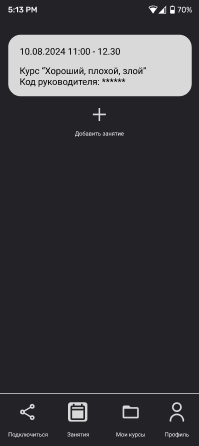 5:13 PM 70%
10.08.2024 11:00 - 12.30
Курс "Хороший, плохой, злой"
Код руководителя: ******
Добавить занятие
Подключиться Занятия Мои курсы Профиль